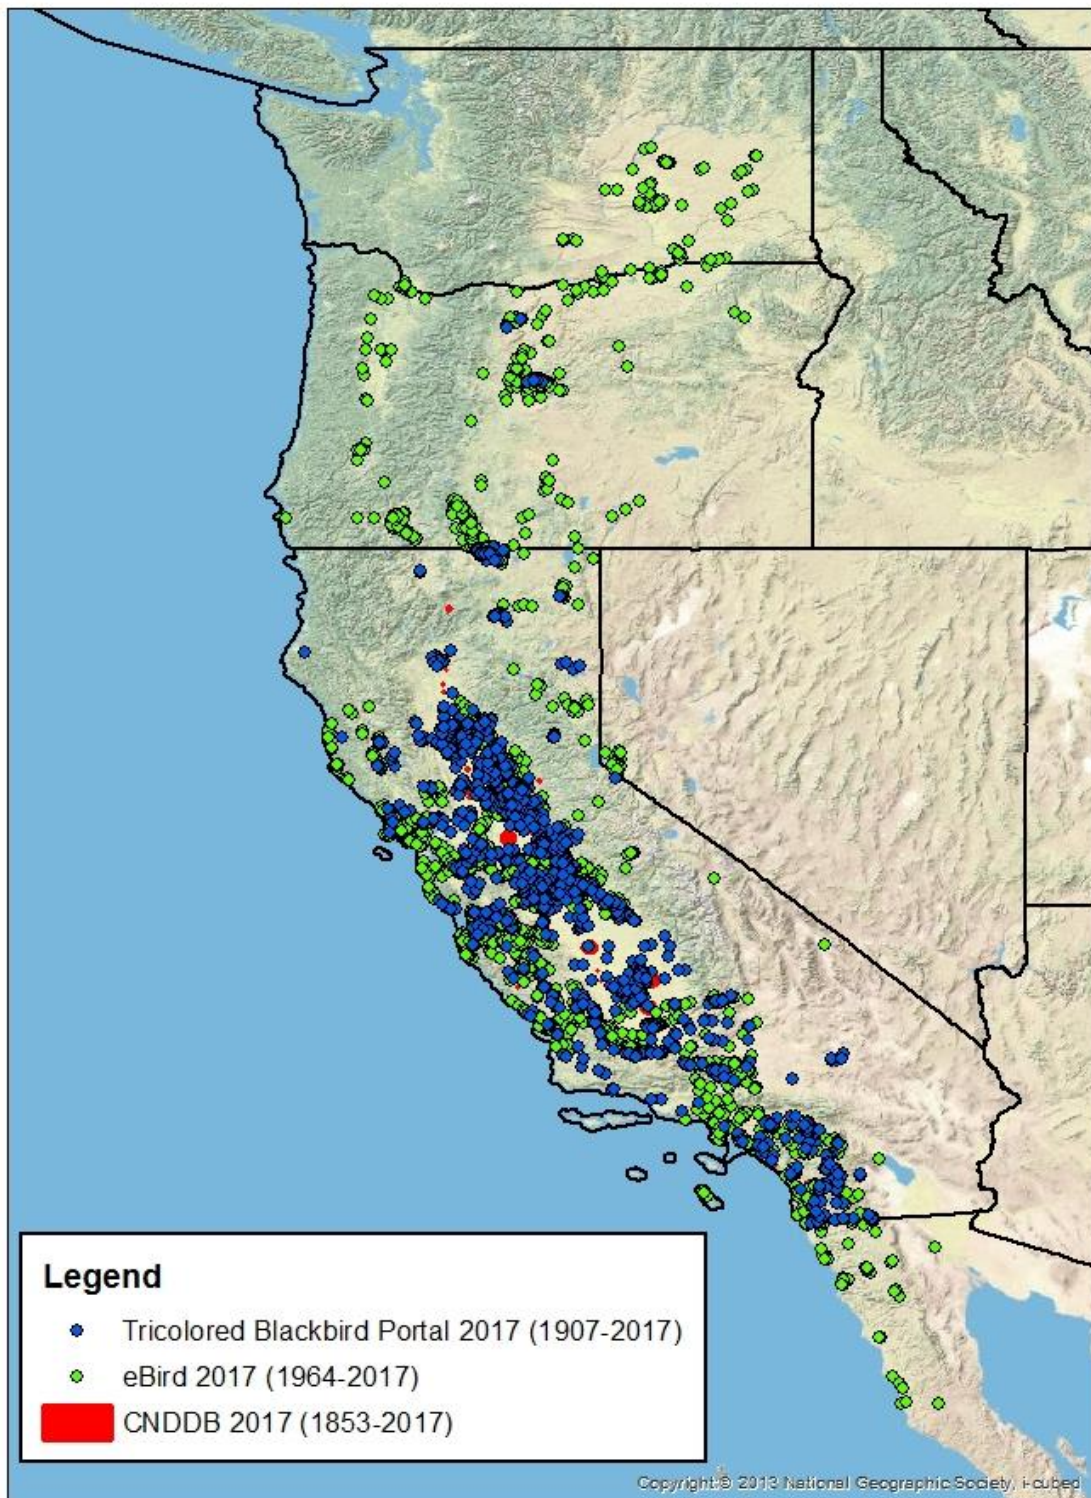 Legend
Tricolored Blackbird Portal 2017 (1907-2017)
eBird 2017 (1964-2017)
CNDDB 2017 (1853-2017)
Copyright:© 2013 National Geographic Society, i-cubed